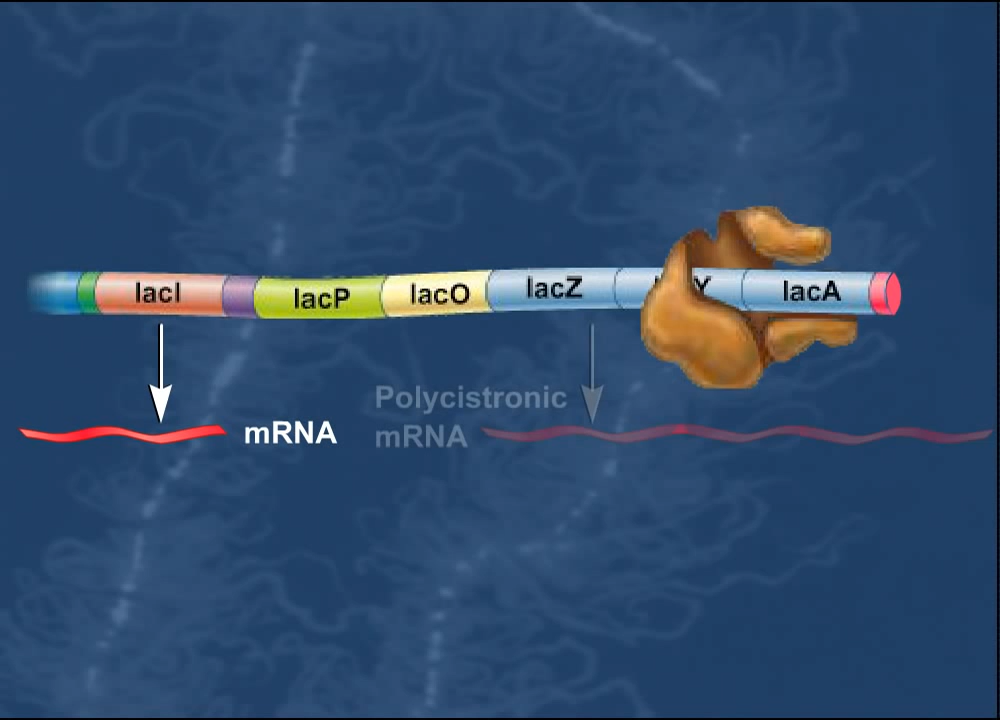 lacI
lacP
lacO
lacZ
Y
lacA
Polycistronic
mRNA
mRNA